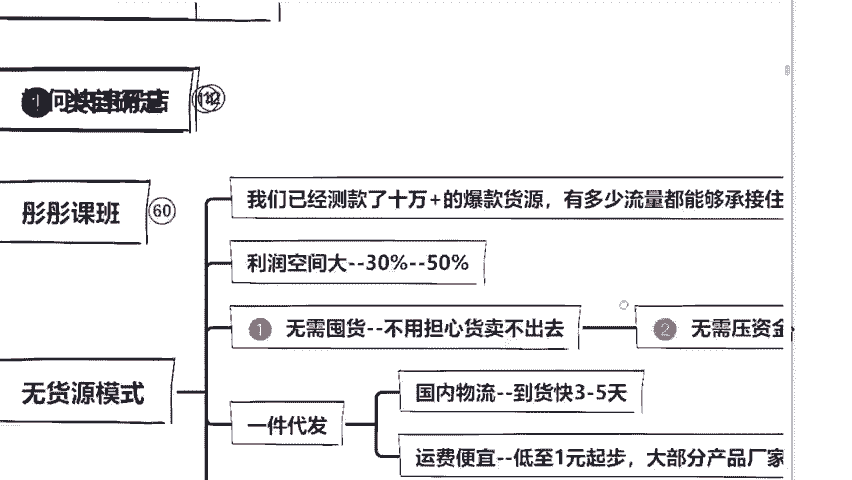 彤彤课班
60
我们已经测款了十万+的爆款货源，有多少流量都能够承接住
利润空间大--30%--50%
1 无需囤货--不用担心货卖不出去
2 无需压资金
无货源模式
国内物流--到货快3-5天
一件代发
运费便宜--低至1元起步，大部分产品厂家